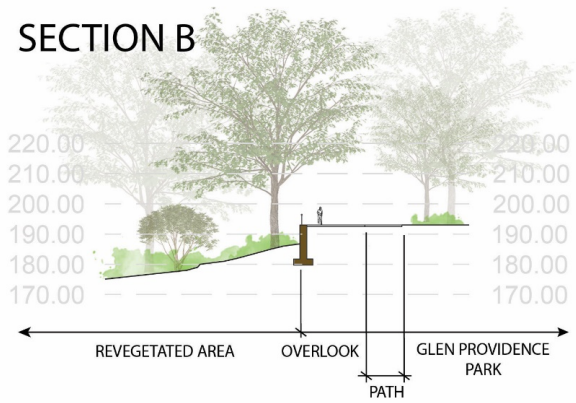 SECTION B
220.00 220.00
210.00 210.00
200.00 200.00
190.00 190.00
180.00 180.00
170.00 170.00
REVEGETATED AREA OVERLOOK GLEN PROVIDENCE
PARK
PATH